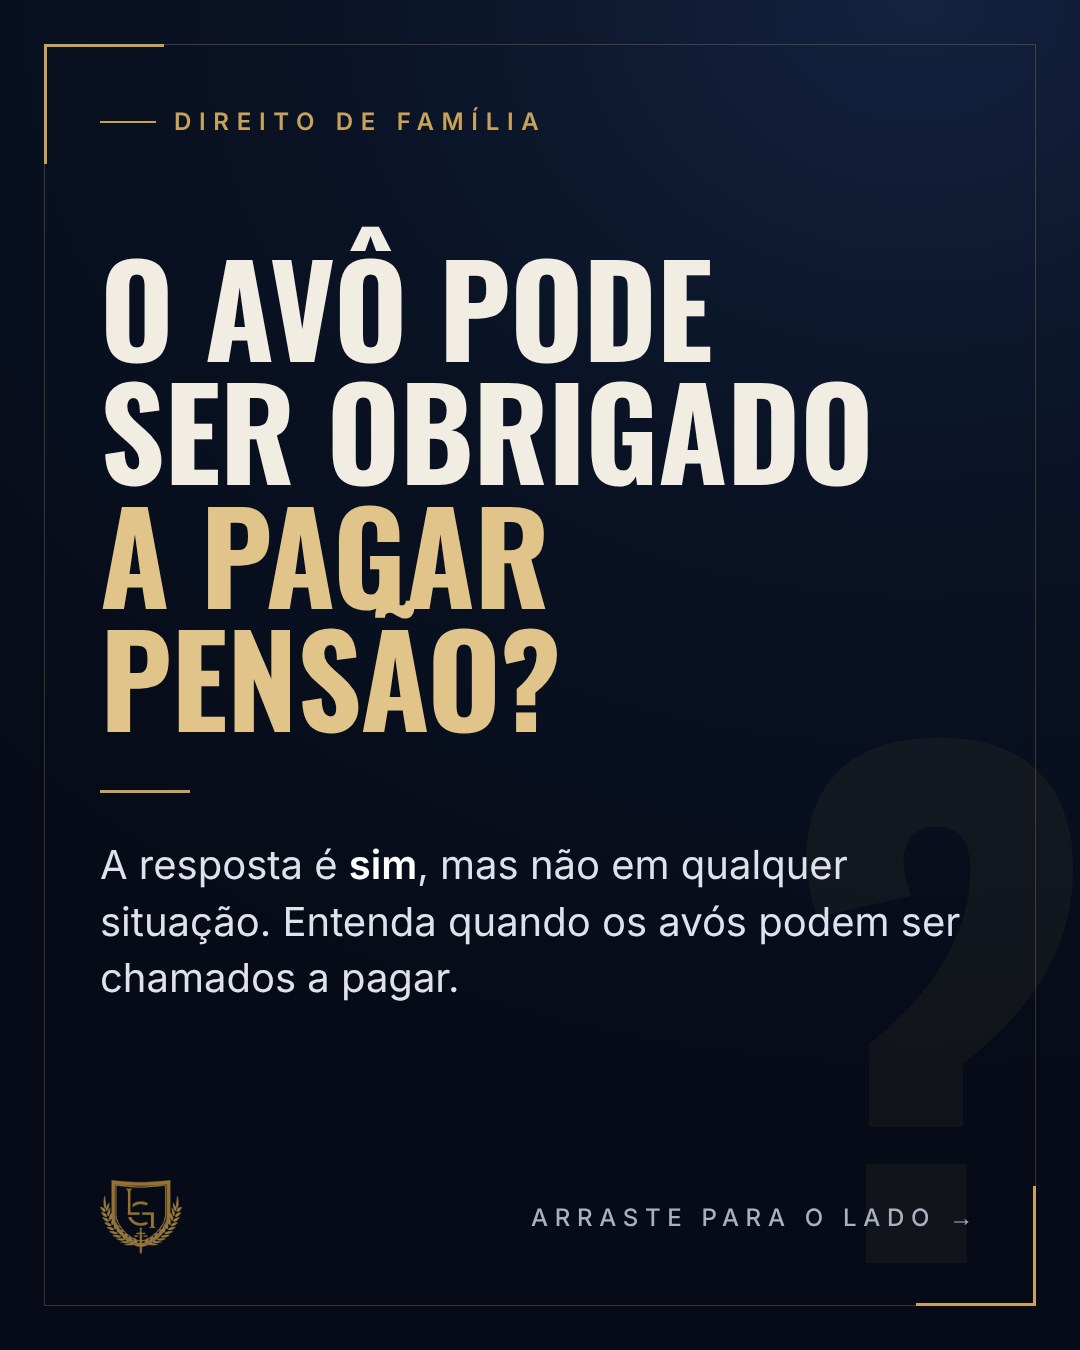 DIREITO DE FAMÍLIA
O AVÔ PODE
SER OBRIGADO
A PAGAR
PENSÃO?
A resposta é sim, mas não em qualquer
situação. Entenda quando os avós podem ser
chamados a pagar.
?
LG
ARRASTE PARA O LADO →